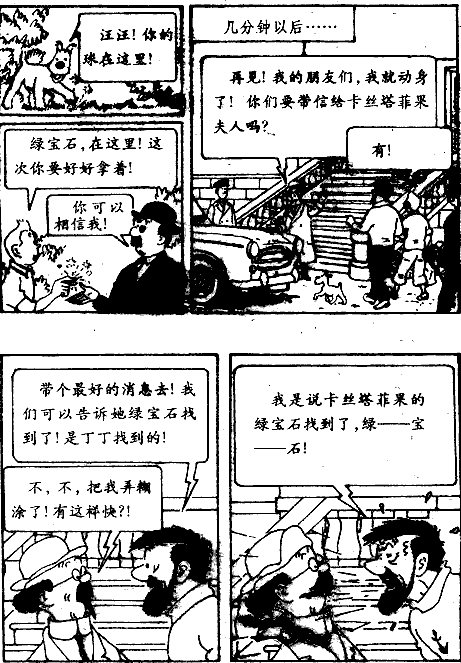 汪汪！你的
球在这里！
绿宝石，在这里！这
次你要好好拿着！
你可以
相信我！
几分钟以后……
再见！我的朋友们，我就动身
了！你们要带信给卡丝塔菲果
夫人吗？
有！
带个最好的消息去！我
们可以告诉她绿宝石找
到了！是丁丁找到的！
不，不，把我弄糊
涂了！有这样快？！
我是说卡丝塔菲果的
绿宝石找到了，绿——宝
——石！